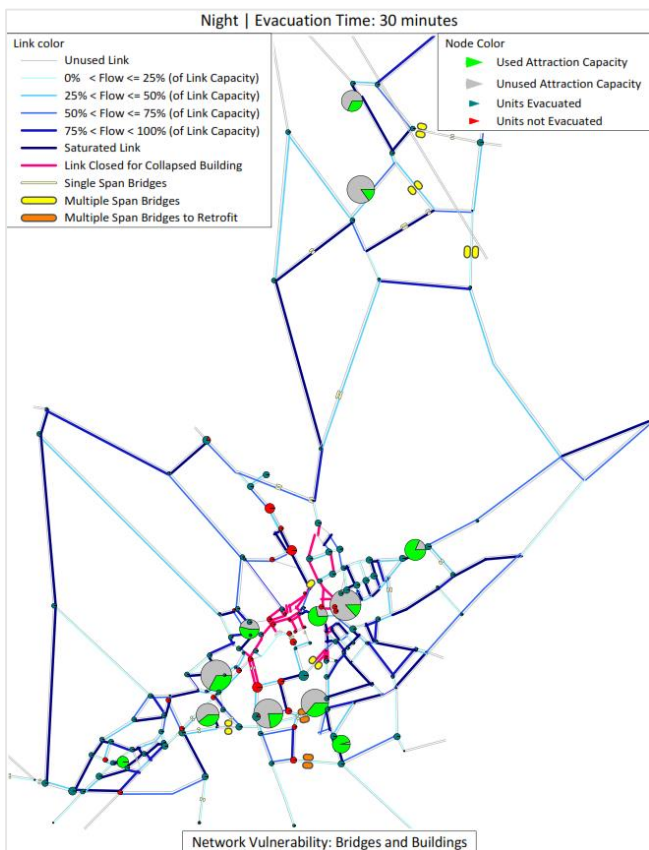 Night | Evacuation Time: 30 minutes
Link color
Unused Link
0% < Flow <= 25% (of Link Capacity)
25% < Flow <= 50% (of Link Capacity)
50% < Flow <= 75% (of Link Capacity)
75% < Flow < 100% (of Link Capacity)
Saturated Link
Link Closed for Collapsed Building
Single Span Bridges
Multiple Span Bridges
Multiple Span Bridges to Retrofit
Node Color
Used Attraction Capacity
Unused Attraction Capacity
Units Evacuated
Units not Evacuated
Network Vulnerability: Bridges and Buildings